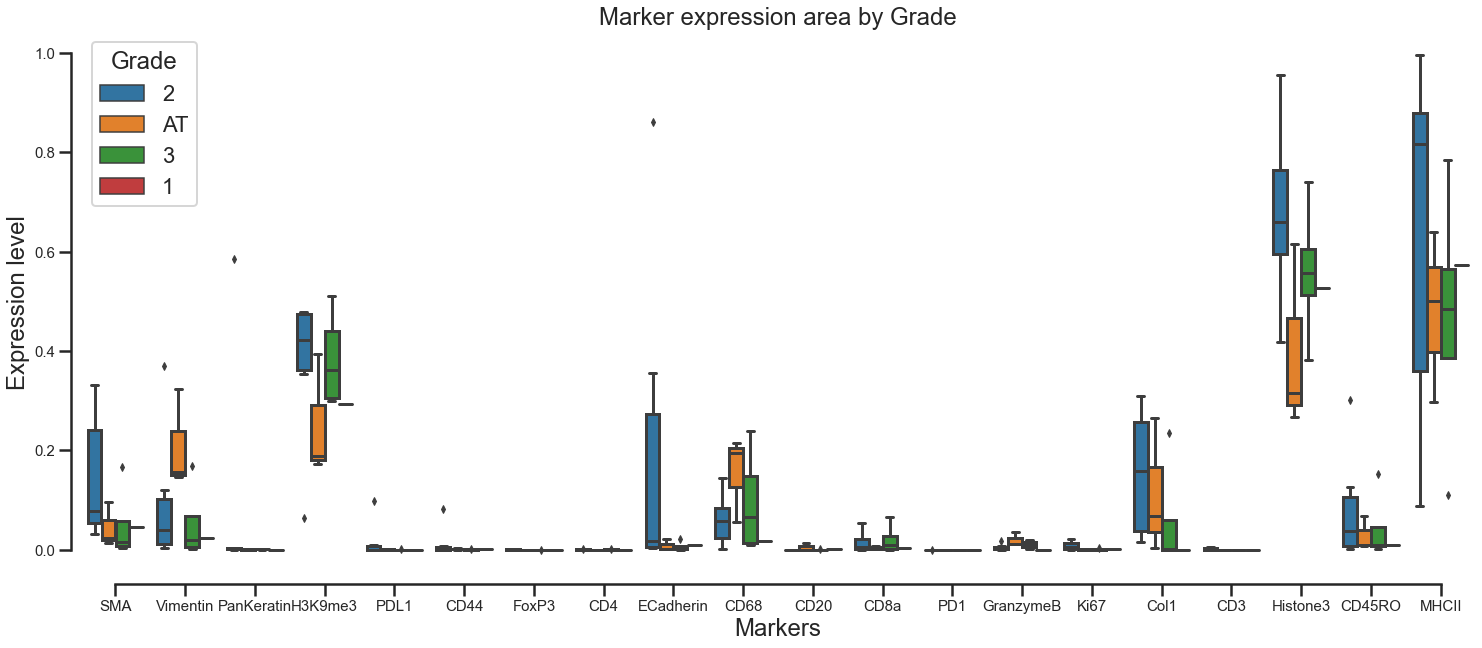 Marker expression area by Grade
Grade
2
AT
3
1
Expression level
1.0
0.8
0.6
0.4
0.2
0.0
SMA Vimentin PanKeratin H3K9me3 PDL1 CD44 FoxP3 CD4 ECadherin CD68 CD20 CD8a PD1 GranzymeB Ki67 Col1 CD3 Histone3 CD45RO MHCII
Markers